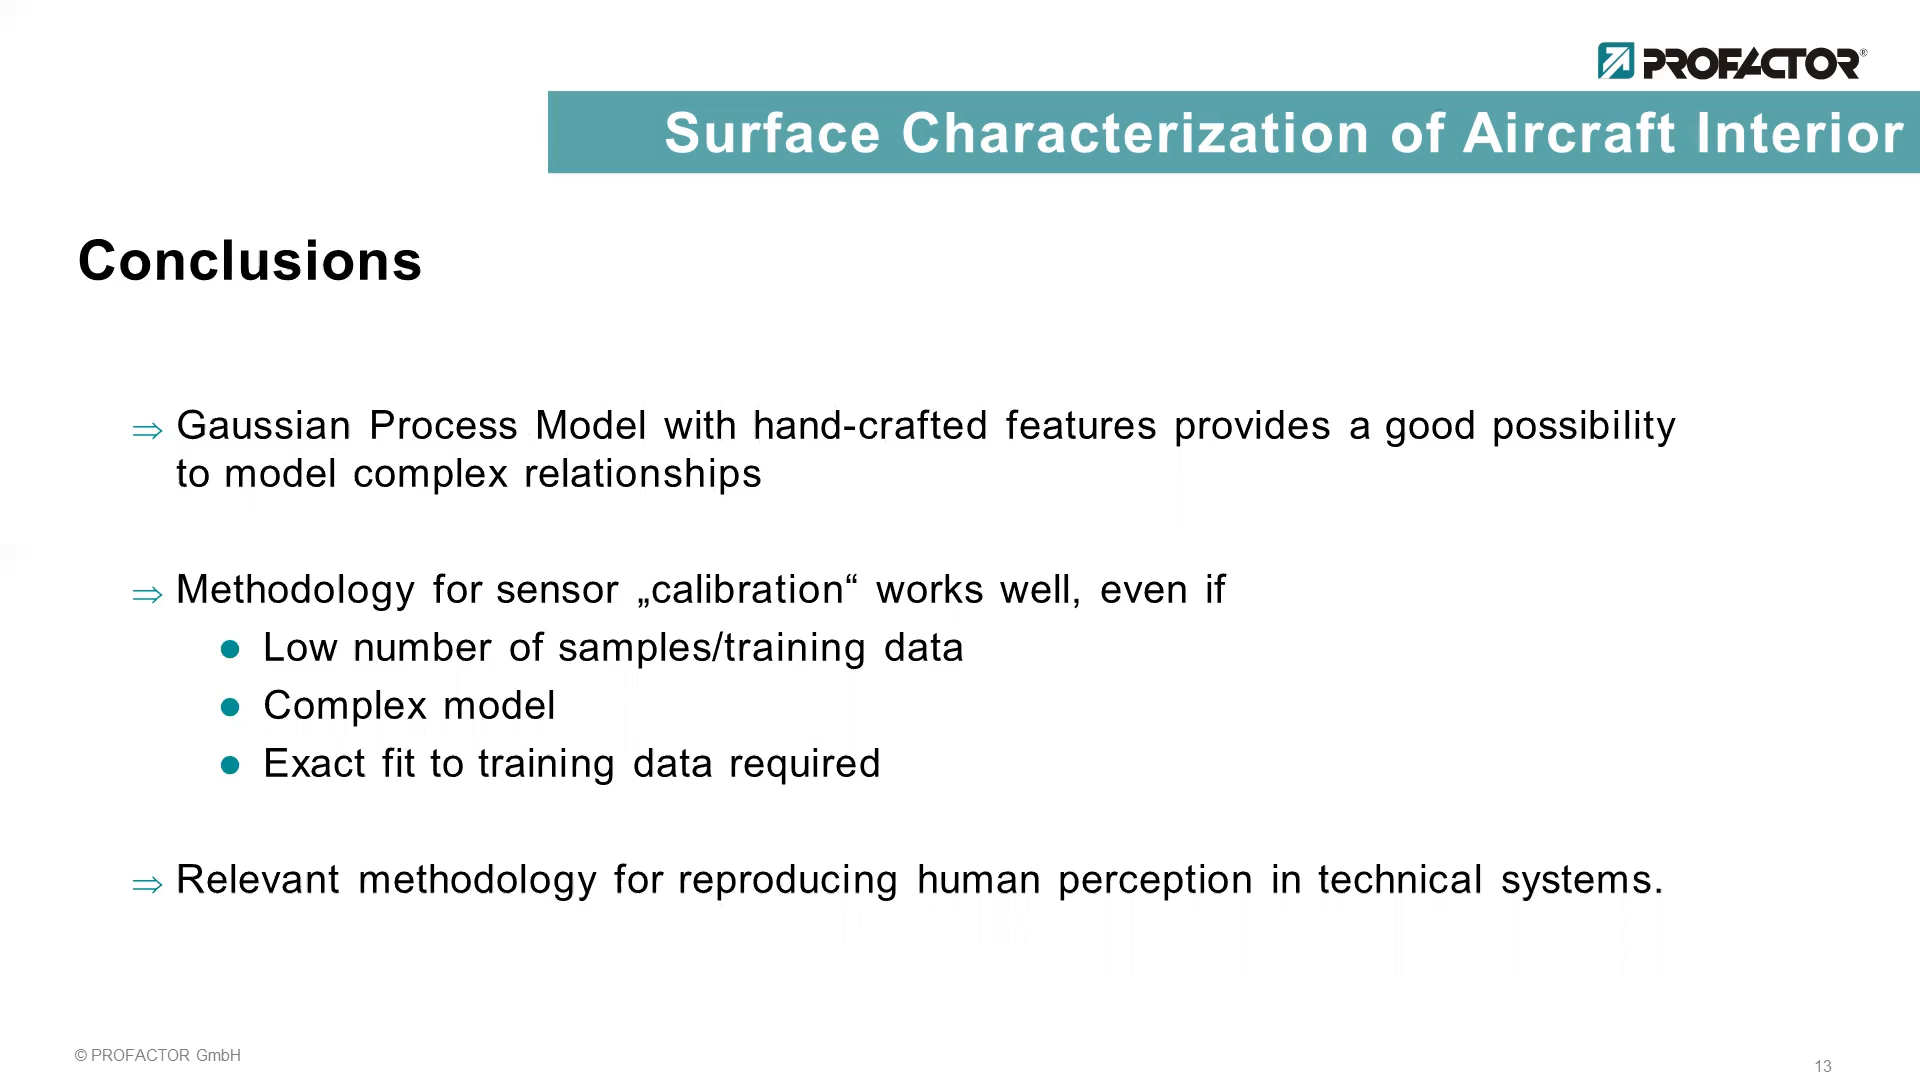 PROFACTOR®
Surface Characterization of Aircraft Interior
Conclusions
⇒ Gaussian Process Model with hand-crafted features provides a good possibility
to model complex relationships
⇒ Methodology for sensor „calibration“ works well, even if
● Low number of samples/training data
● Complex model
● Exact fit to training data required
⇒ Relevant methodology for reproducing human perception in technical systems.
© PROFACTOR GmbH
13